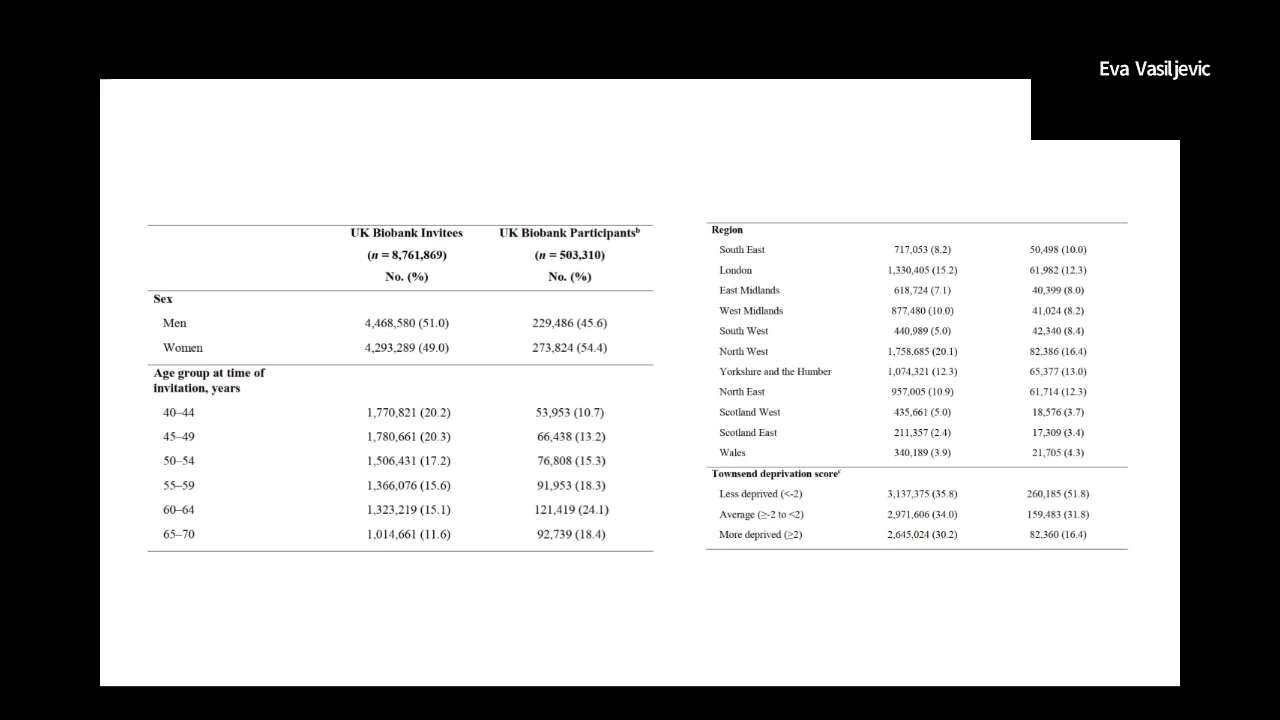 Eva Vasiljevic
UK Biobank Invitees UK Biobank Participantsᵇ
(n = 8,761,869) (n = 503,310)
No. (%) No. (%)
Sex
Men 4,468,580 (51.0) 229,486 (45.6)
Women 4,293,289 (49.0) 273,824 (54.4)
Age group at time of
invitation, years
40–44 1,770,821 (20.2) 53,953 (10.7)
45–49 1,780,661 (20.3) 66,438 (13.2)
50–54 1,506,431 (17.2) 76,808 (15.3)
55–59 1,366,076 (15.6) 91,953 (18.3)
60–64 1,323,219 (15.1) 121,419 (24.1)
65–70 1,014,661 (11.6) 92,739 (18.4)
Region
South East 717,053 (8.2) 50,498 (10.0)
London 1,330,405 (15.2) 61,982 (12.3)
East Midlands 618,724 (7.1) 40,399 (8.0)
West Midlands 877,480 (10.0) 41,024 (8.2)
South West 440,989 (5.0) 42,340 (8.4)
North West 1,758,685 (20.1) 82,386 (16.4)
Yorkshire and the Humber 1,074,321 (12.3) 65,377 (13.0)
North East 957,005 (10.9) 61,714 (12.3)
Scotland West 435,661 (5.0) 18,576 (3.7)
Scotland East 211,357 (2.4) 17,309 (3.4)
Wales 340,189 (3.9) 21,705 (4.3)
Townsend deprivation scoreᶜ
Less deprived (<-2) 3,137,375 (35.8) 260,185 (51.8)
Average (≥-2 to <2) 2,971,606 (34.0) 159,483 (31.8)
More deprived (≥2) 2,645,024 (30.2) 82,360 (16.4)